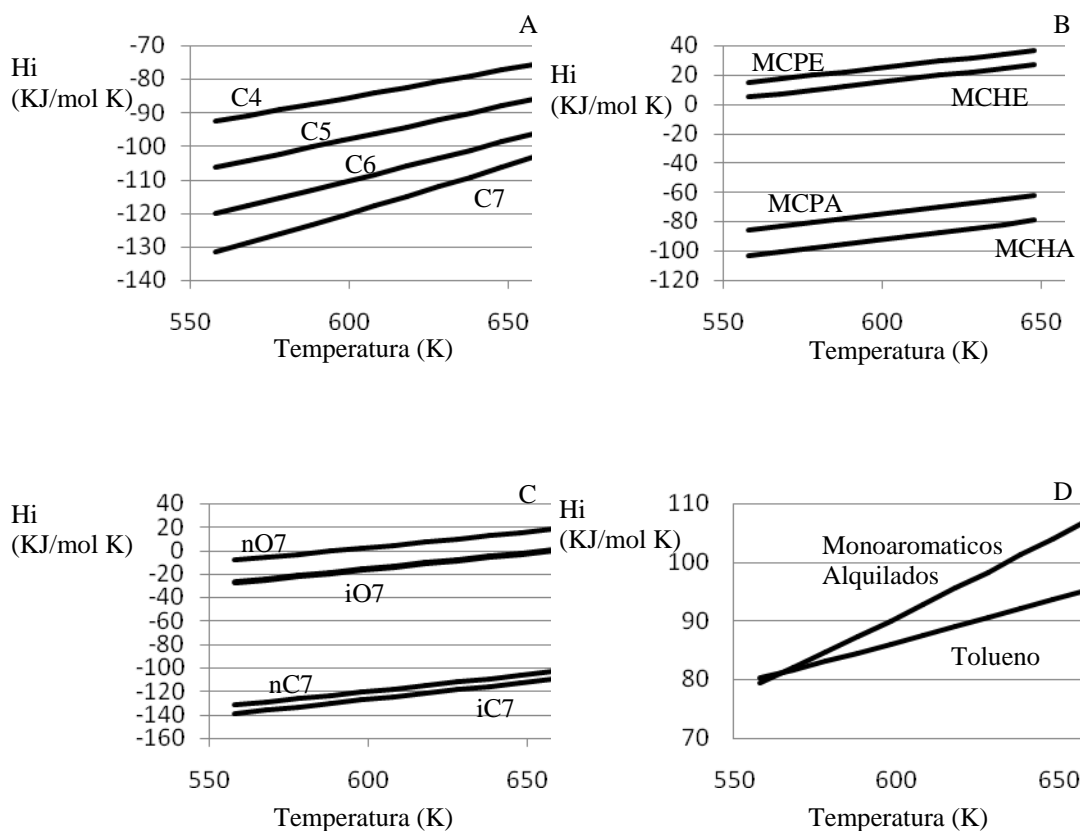 A
Hi
(KJ/mol K)
-70
-80
-90
-100
-110
-120
-130
-140
C4
C5
C6
C7
550 600 650
Temperatura (K)
B
Hi
(KJ/mol K)
40
20
0
-20
-40
-60
-80
-100
-120
MCPE
MCHE
MCPA
MCHA
550 600 650
Temperatura (K)
C
Hi
(KJ/mol K)
40
20
0
-20
-40
-60
-80
-100
-120
-140
-160
nO7
iO7
nC7
iC7
550 600 650
Temperatura (K)
D
Hi
(KJ/mol K)
110
100
90
80
70
Monoaromaticos
Alquilados
Tolueno
550 600 650
Temperatura (K)